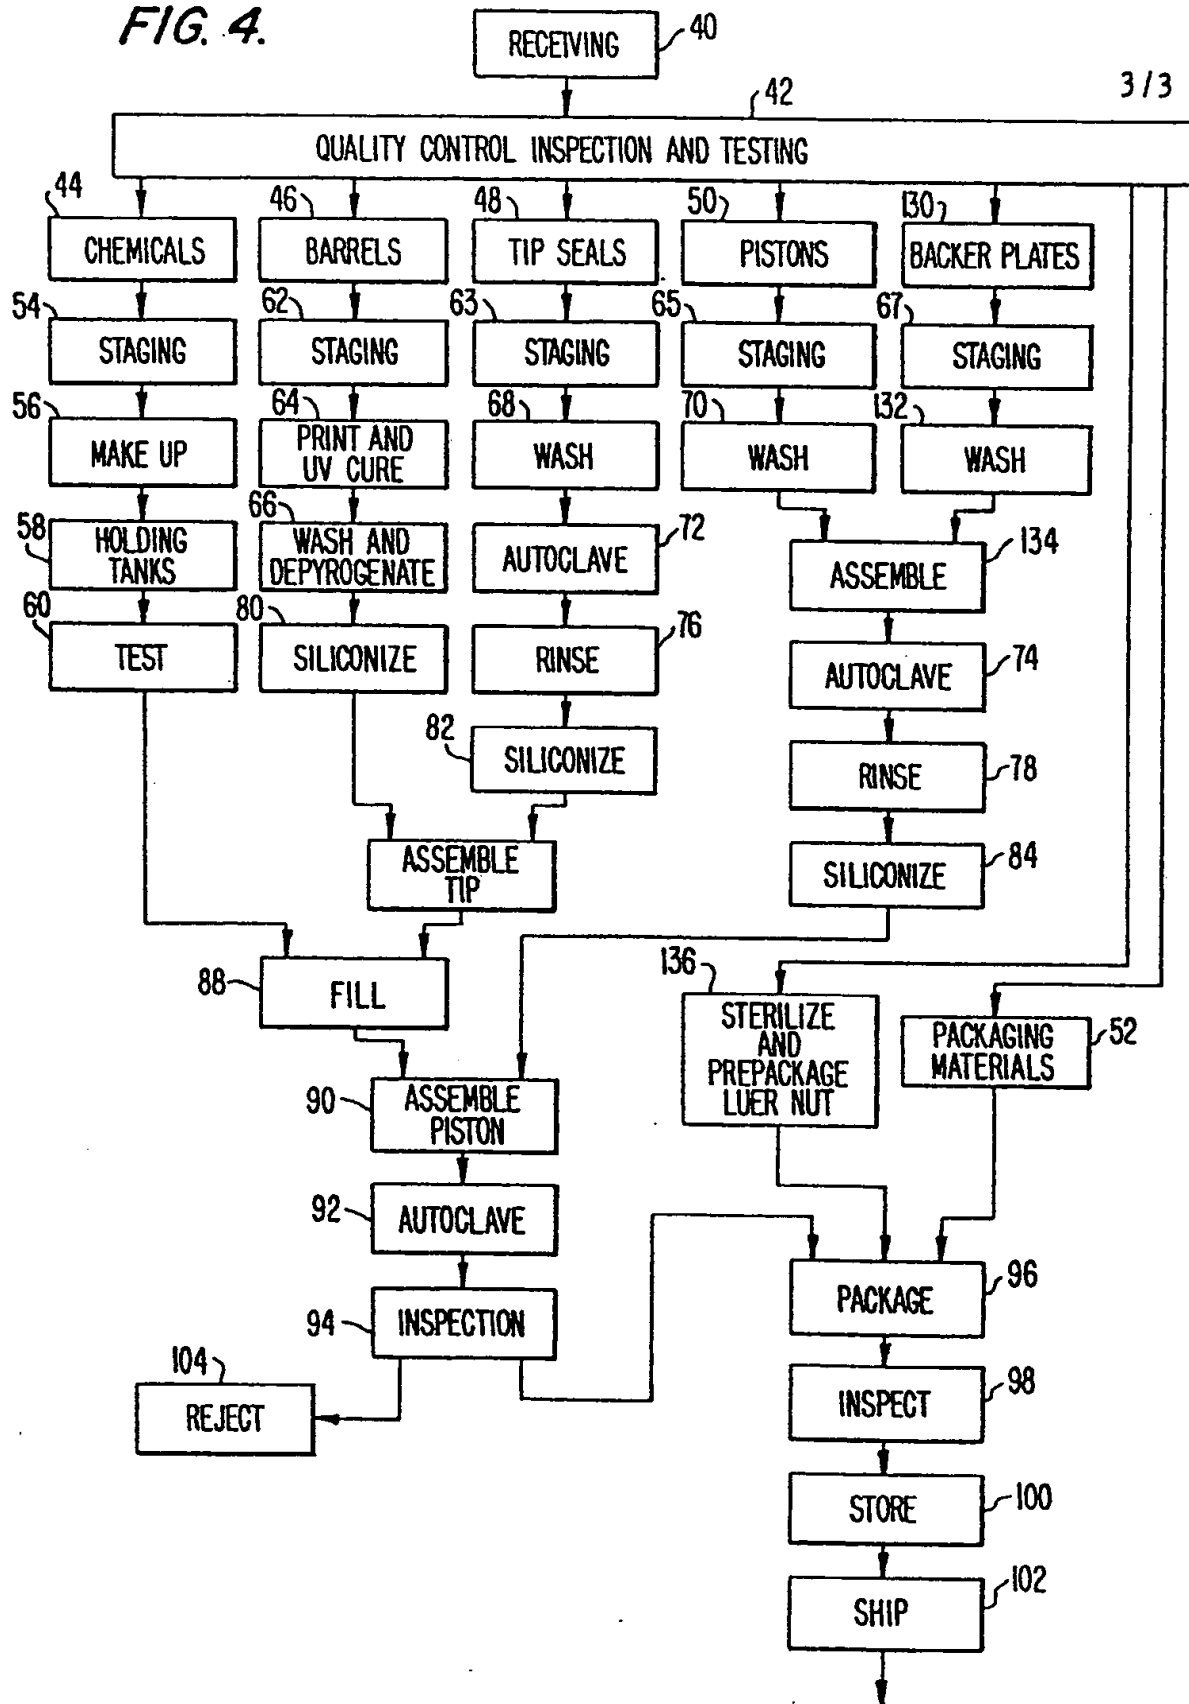 FIG. 4.
RECEIVING
40
3/3
42
QUALITY CONTROL INSPECTION AND TESTING
44
46
48
50
130
CHEMICALS
BARRELS
TIP SEALS
PISTONS
BACKER PLATES
54
62
63
65
67
STAGING
STAGING
STAGING
STAGING
STAGING
56
64
68
70
132
MAKE UP
PRINT AND
UV CURE
WASH
WASH
WASH
58
HOLDING
TANKS
66
WASH AND
DEPYROGENATE
AUTOCLAVE
72
ASSEMBLE
134
60
TEST
80
SILICONIZE
RINSE
76
AUTOCLAVE
74
82
SILICONIZE
RINSE
78
ASSEMBLE
TIP
SILICONIZE
84
88
FILL
136
STERILIZE
AND
PREPACKAGE
LUER NUT
PACKAGING
MATERIALS
52
90
ASSEMBLE
PISTON
92
AUTOCLAVE
94
INSPECTION
PACKAGE
96
104
REJECT
INSPECT
98
STORE
100
SHIP
102